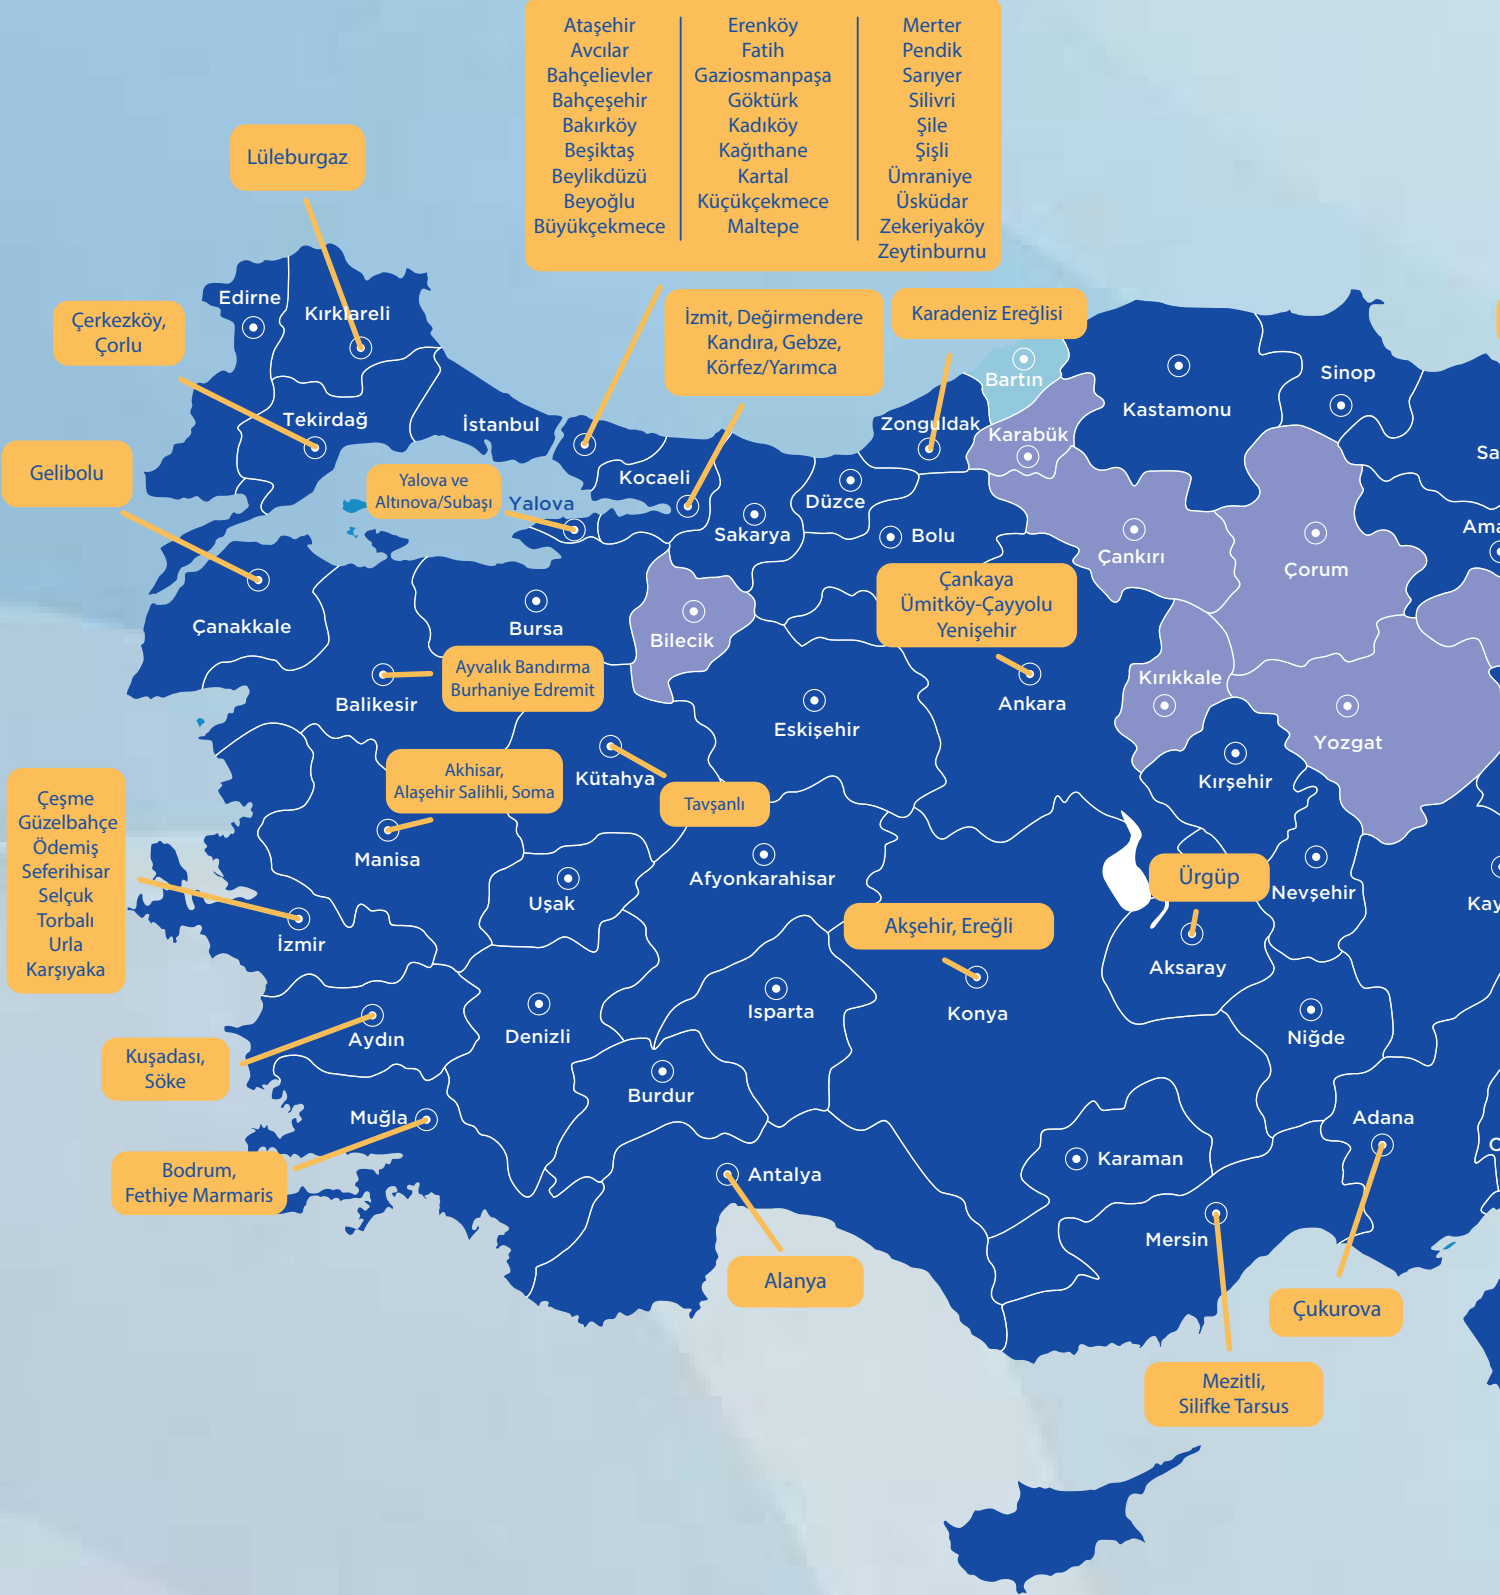 Ataşehir
Avcılar
Bahçelievler
Bahçeşehir
Bakırköy
Beşiktaş
Beylikdüzü
Beyoğlu
Büyükçekmece
Erenköy
Fatih
Gaziosmanpaşa
Göktürk
Kadıköy
Kağıthane
Kartal
Küçükçekmece
Maltepe
Merter
Pendik
Sarıyer
Silivri
Şile
Şişli
Ümraniye
Üsküdar
Zekeriyaköy
Zeytinburnu
Lüleburgaz
Edirne
Kırklareli
Çerkezköy,
Çorlu
İzmit, Değirmendere
Kandıra, Gebze,
Körfez/Yarımca
Karadeniz Ereğlisi
Bartın
Kastamonu
Sinop
Tekirdağ
İstanbul
Zonguldak
Karabük
Sa
Gelibolu
Yalova ve
Altınova/Subaşı
Yalova
Kocaeli
Düzce
Sakarya
Bolu
Çankırı
Çorum
Ama
Çankaya
Ümitköy-Çayyolu
Yenişehir
Çanakkale
Bursa
Bilecik
Ayvalık Bandırma
Burhaniye Edremit
Balikesir
Eskişehir
Ankara
Kırıkkale
Yozgat
Kırşehir
Akhisar,
Alaşehir Salihli, Soma
Kütahya
Tavşanlı
Çeşme
Güzelbahçe
Ödemiş
Seferihisar
Selçuk
Torbalı
Urla
Karşıyaka
Manisa
Uşak
Afyonkarahisar
Ürgüp
Nevşehir
Kay
Akşehir, Ereğli
İzmir
Aksaray
Isparta
Konya
Denizli
Aydın
Niğde
Kuşadası,
Söke
Burdur
Muğla
Adana
O
Bodrum,
Fethiye Marmaris
Antalya
Karaman
Mersin
Alanya
Çukurova
Mezitli,
Silifke Tarsus